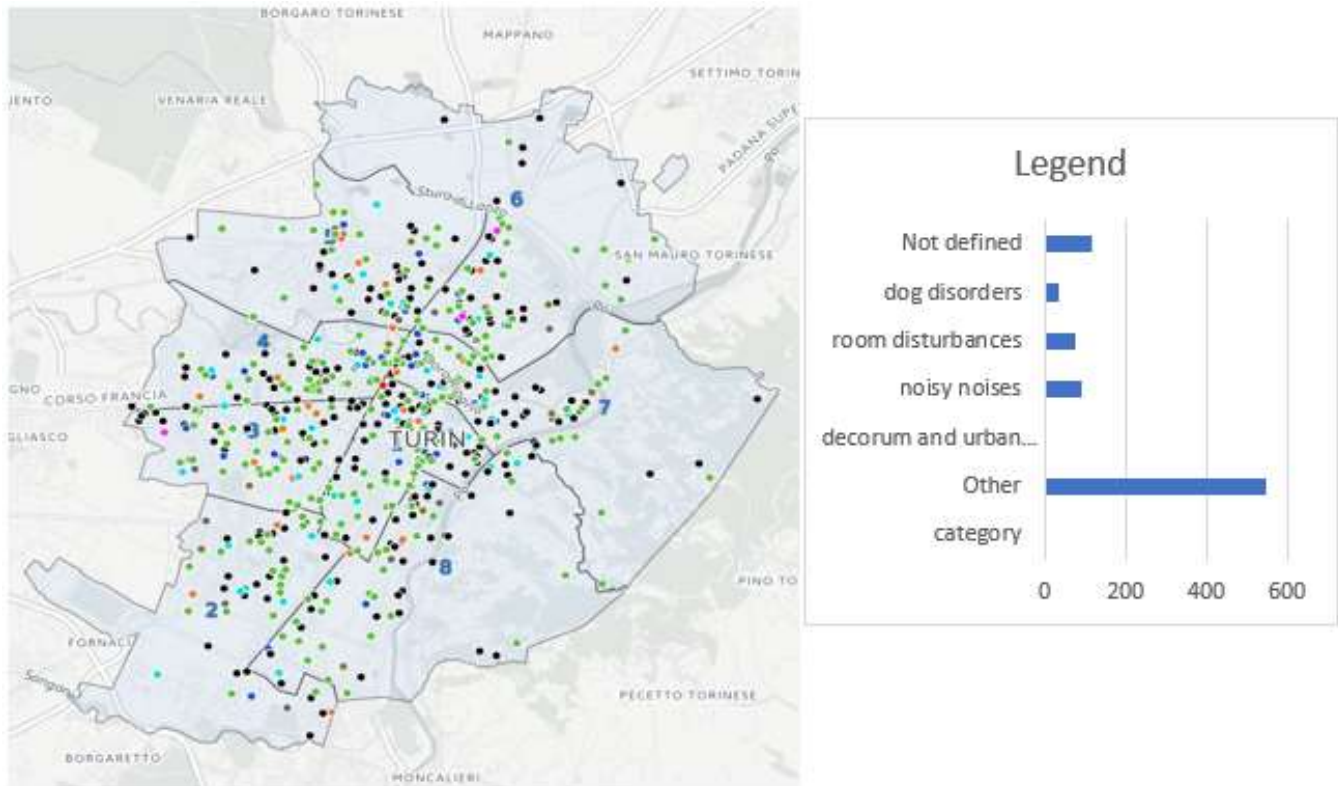 BORGARO TORINESE
MAPPANO
SETTIMO TORIN
VENARIA REALE
PADANA SUPE
6
SAN MAURO TORINESE
4
CORSO FRANCIA
GLIASCO
3
7
TURIN
8
2
PINO TO
FORNACI
PECETTO TORINESE
BORGARETTO
MONCALIERI
Legend
Not defined
dog disorders
room disturbances
noisy noises
decorum and urban...
Other
category
0 200 400 600